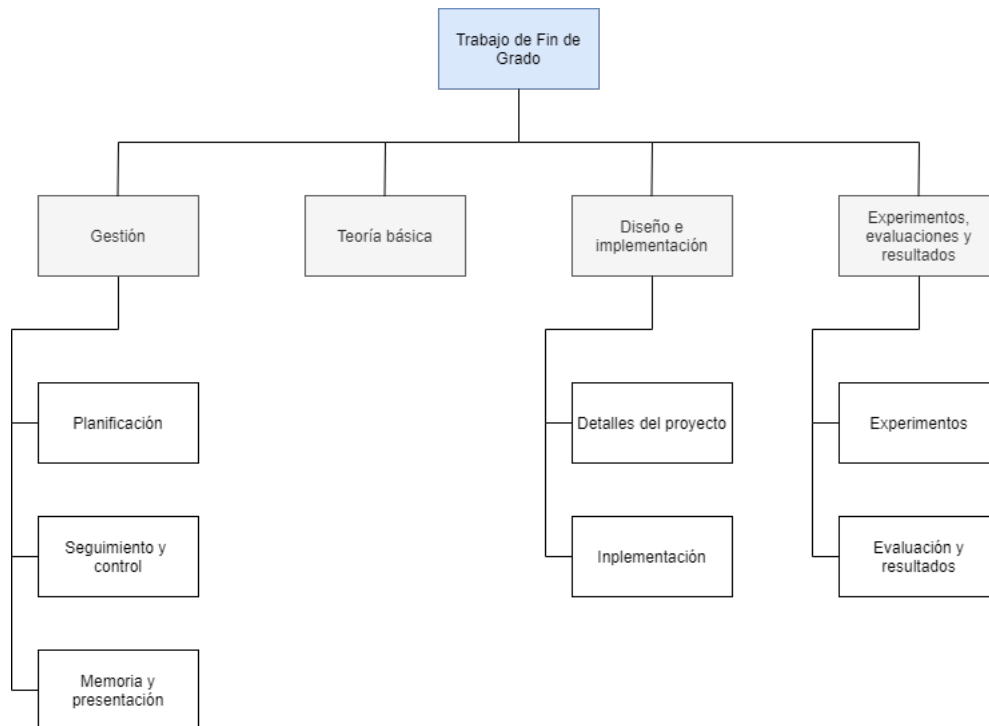 Trabajo de Fin de
Grado
Gestión
Teoría básica
Diseño e
implementación
Experimentos,
evaluaciones y
resultados
Planificación
Detalles del proyecto
Experimentos
Seguimiento y
control
Inplementación
Evaluación y
resultados
Memoria y
presentación